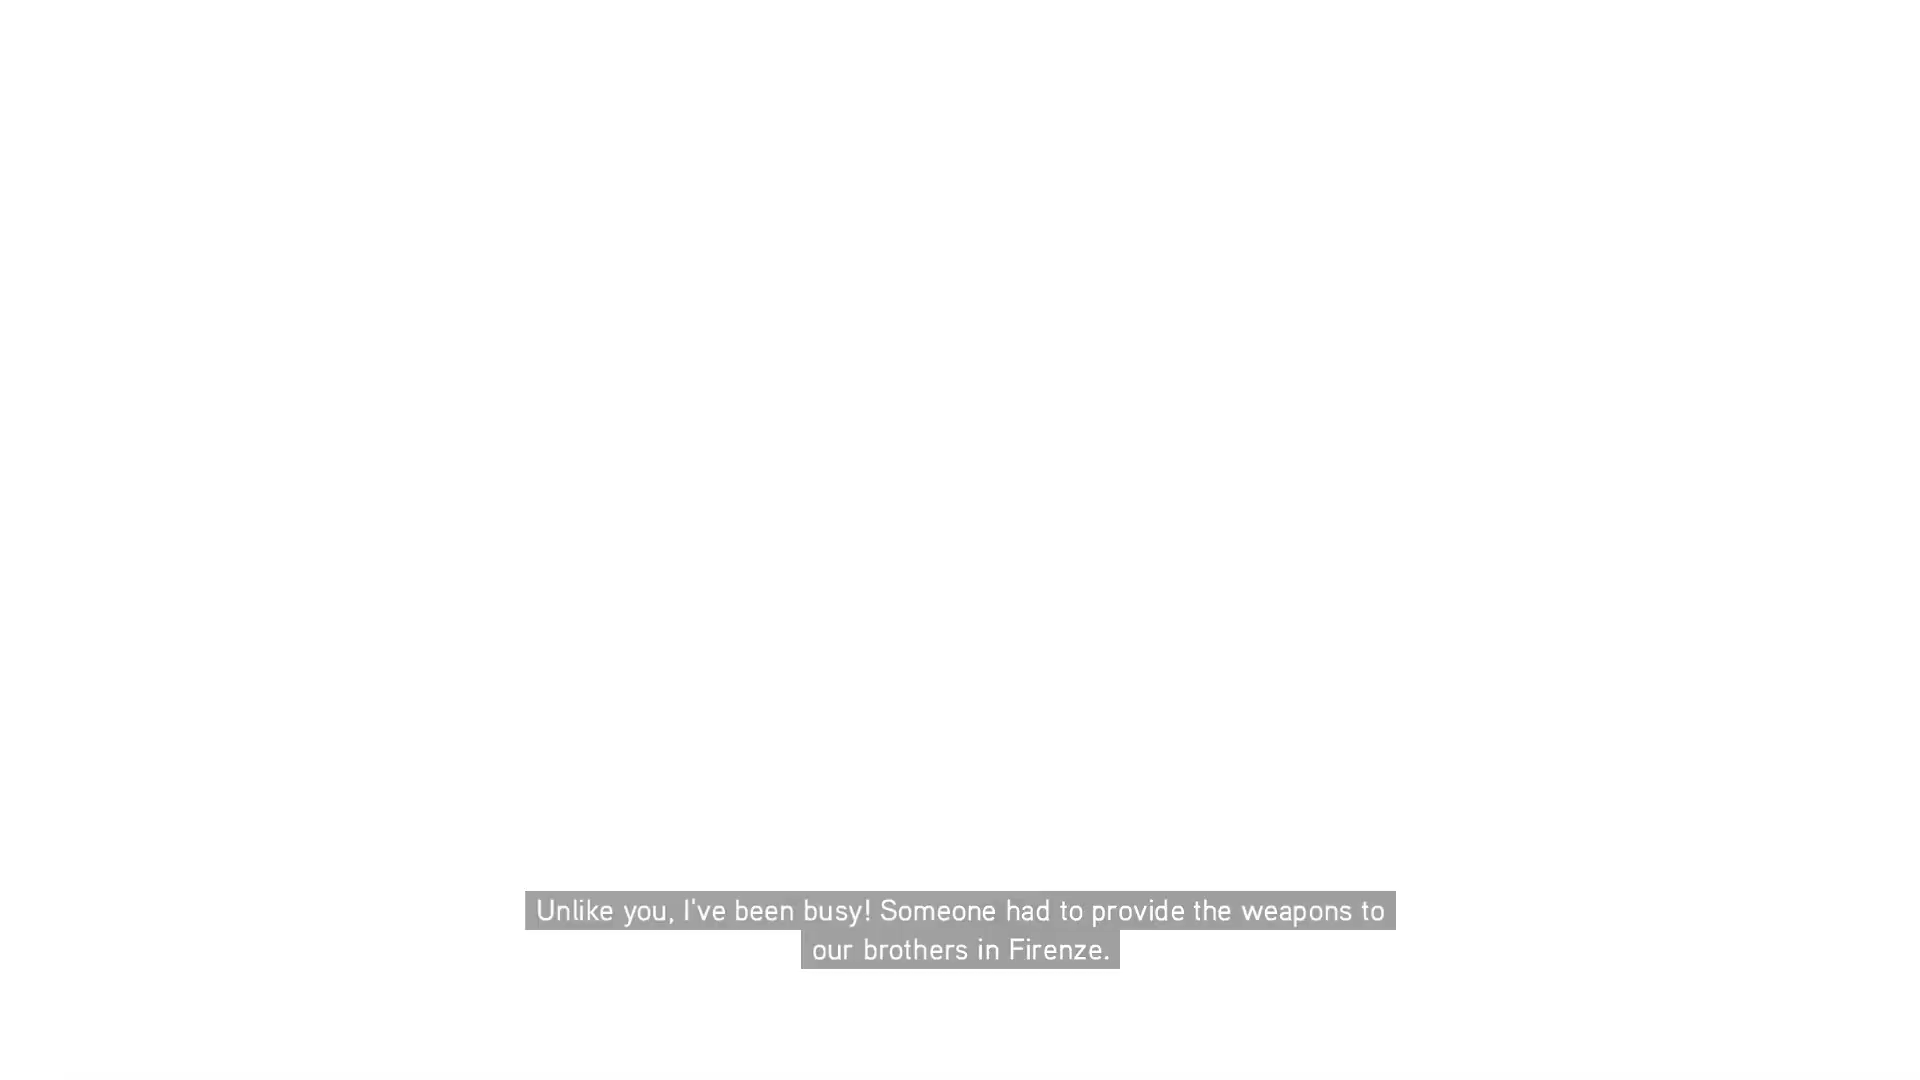 Unlike you, I've been busy! Someone had to provide the weapons to
our brothers in Firenze.